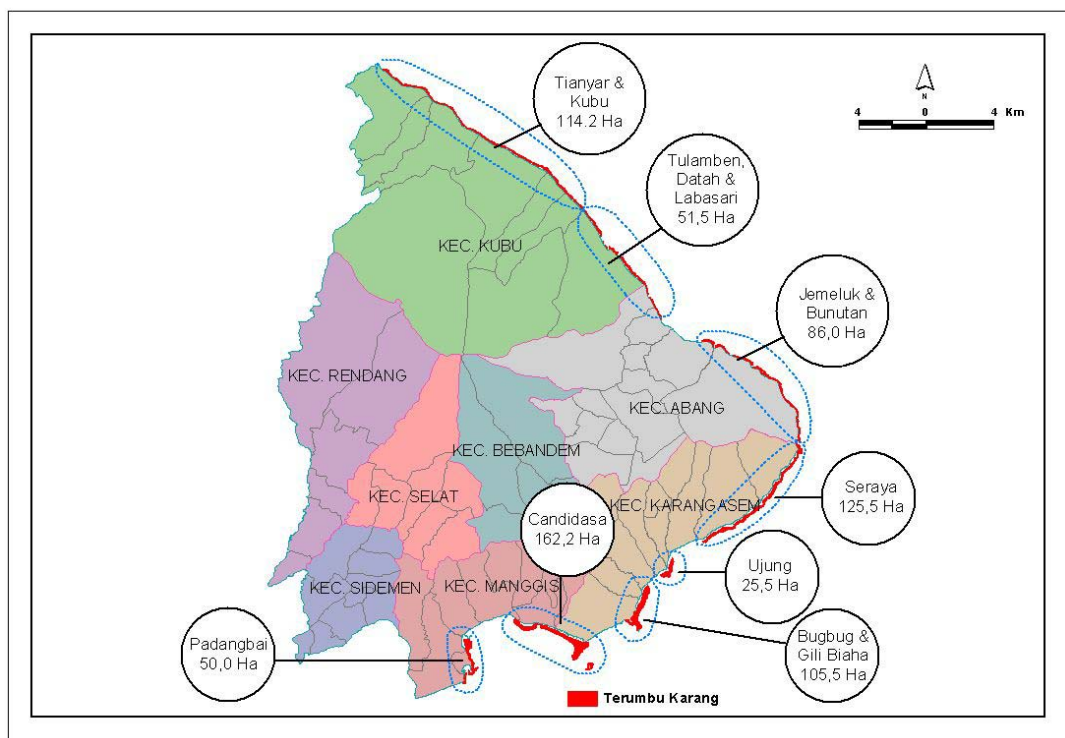 Tianyar &
Kubu
114.2 Ha
N
4 0 4 Km
Tulamben,
Datah &
Labasari
51,5 Ha
KEC. KUBU
Jemeluk &
Bunutan
86,0 Ha
KEC. RENDANG
KEC. ABANG
KEC. BEBANDEM
KEC. SELAT
KEC. KARANGASEM
Seraya
125,5 Ha
Candidasa
162,2 Ha
Ujung
25,5 Ha
KEC. MANGGIS
KEC. SIDEMEN
Padangbai
50,0 Ha
Bugbug &
Gili Biaha
105,5 Ha
Terumbu Karang